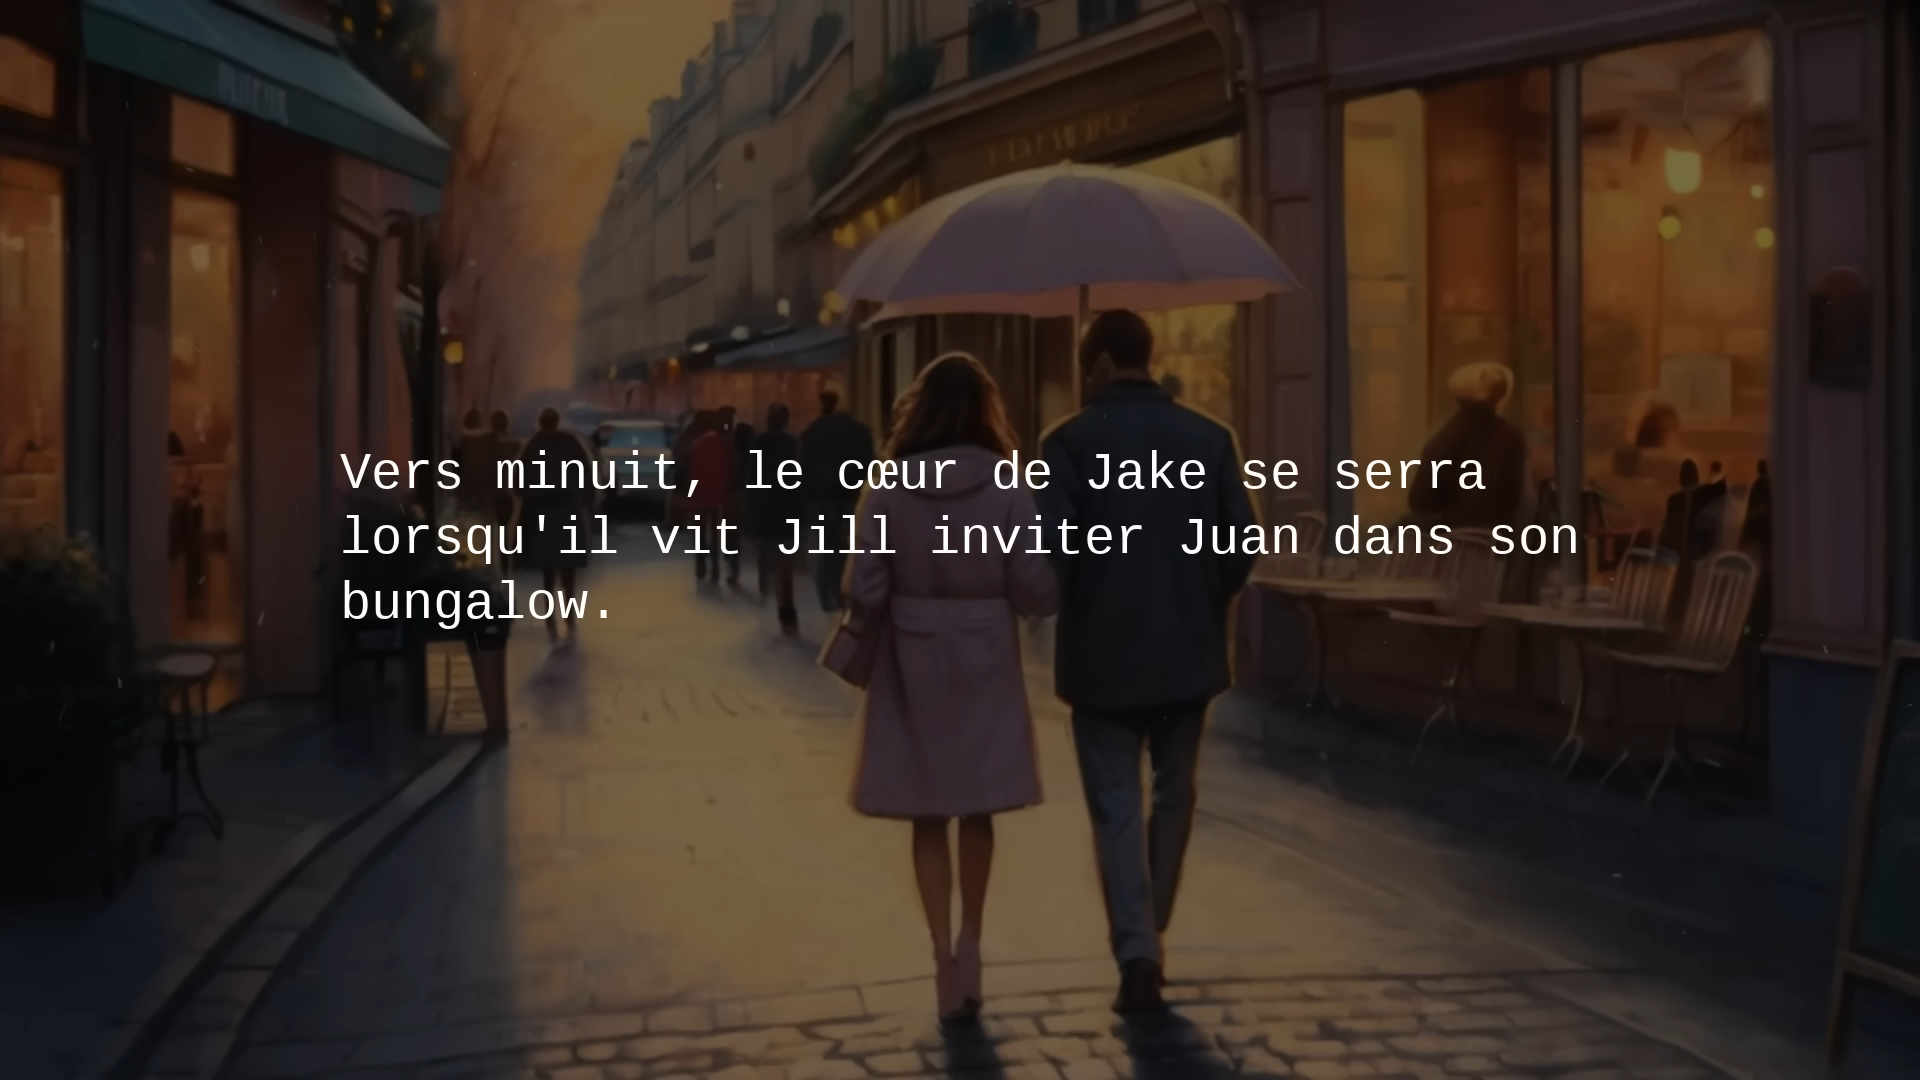 Vers minuit, le cœur de Jake se serra
lorsqu'il vit Jill inviter Juan dans son
bungalow.